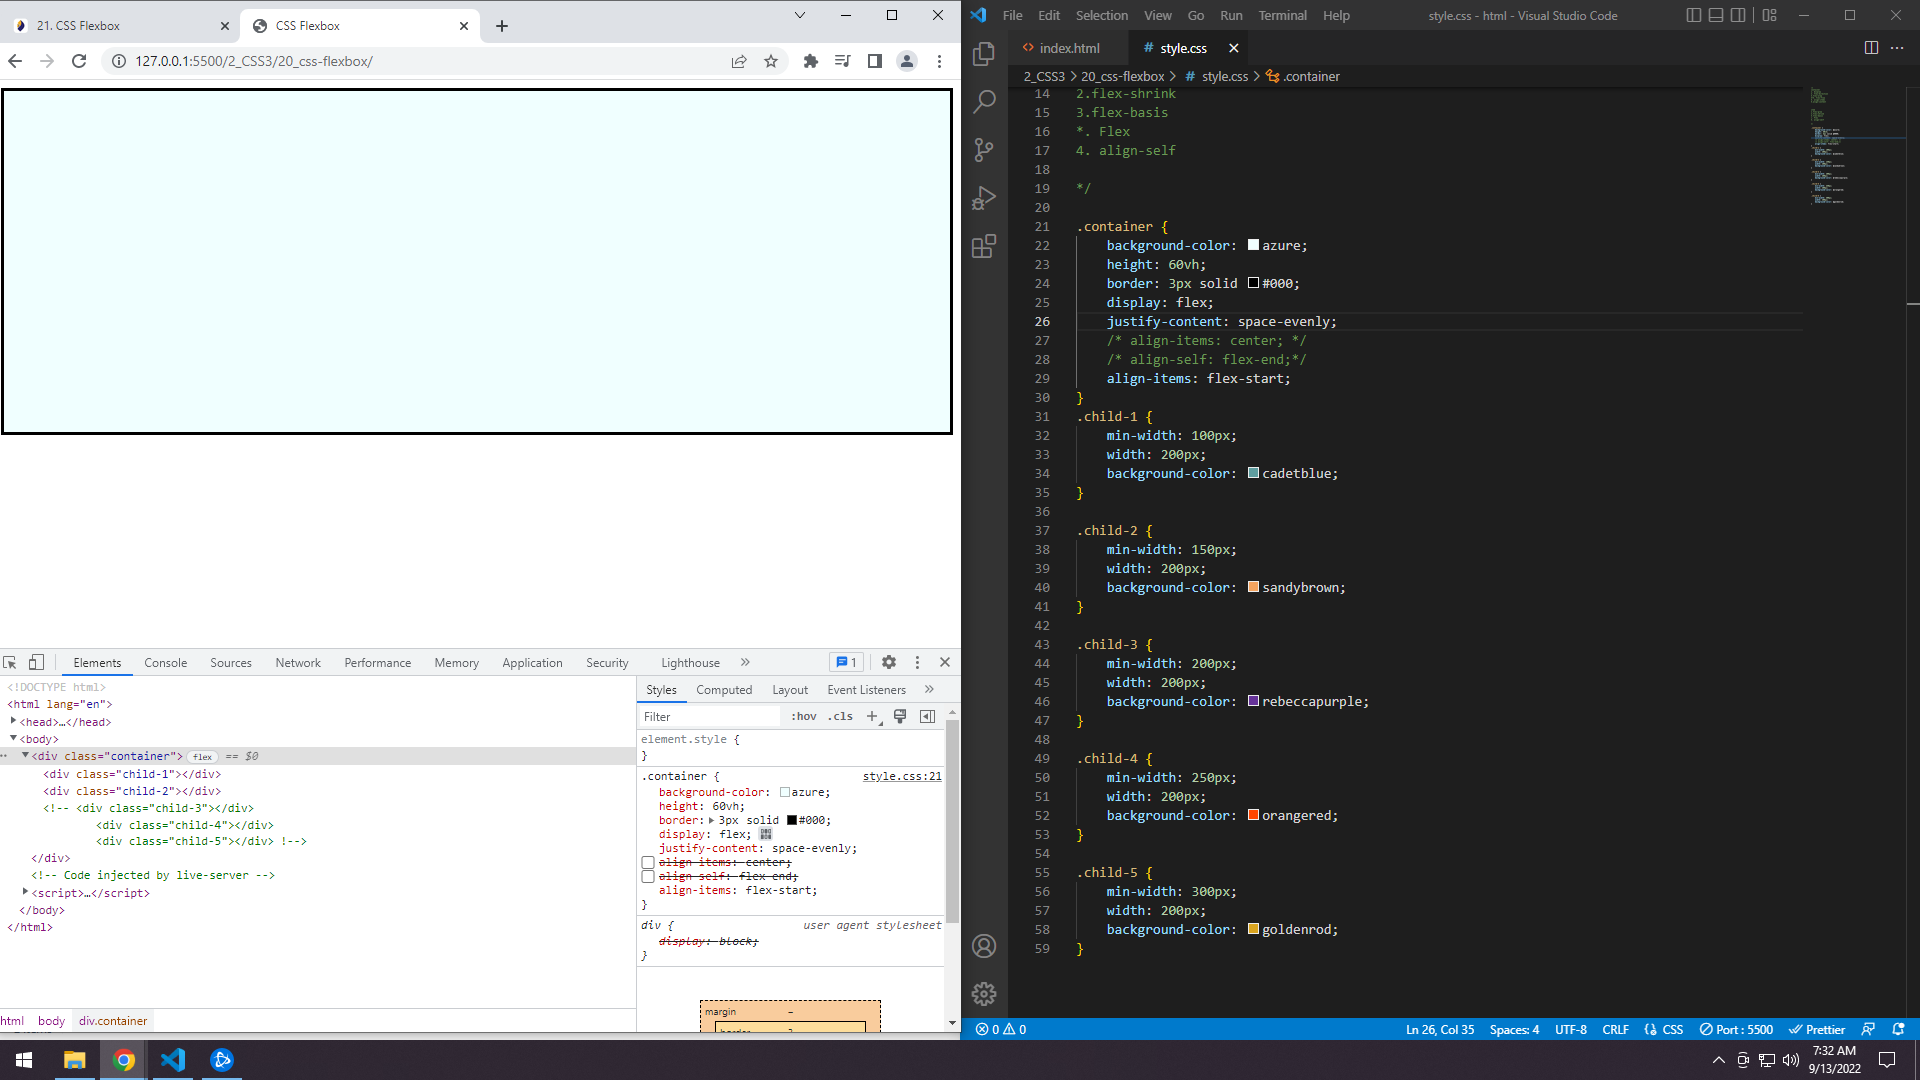 21. CSS Flexbox
CSS Flexbox
127.0.0.1:5500/2_CSS3/20_css-flexbox/
Elements
Console
Sources
Network
Performance
Memory
Application
Security
Lighthouse
1
<!DOCTYPE html>
<html lang="en">
<head>…</head>
<body>
<div class="container"> flex == $0
<div class="child-1"></div>
<div class="child-2"></div>
<!-- <div class="child-3"></div>
<div class="child-4"></div>
<div class="child-5"></div> !-->
</div>
<!-- Code injected by live-server -->
<script>…</script>
</body>
</html>
html body div.container
Styles
Computed
Layout
Event Listeners
Filter
:hov .cls
element.style {
}
.container { style.css:21
background-color: azure;
height: 60vh;
border: 3px solid #000;
display: flex;
justify-content: space-evenly;
align-items: center;
align-self: flex-end;
align-items: flex-start;
}
div { user agent stylesheet
display: block;
}
margin –
File Edit Selection View Go Run Terminal Help
style.css - html - Visual Studio Code
index.html
# style.css
2_CSS3 > 20_css-flexbox > # style.css > .container
14 2.flex-shrink
15 3.flex-basis
16 *. Flex
17 4. align-self
18
19 */
20
21 .container {
22 background-color: azure;
23 height: 60vh;
24 border: 3px solid #000;
25 display: flex;
26 justify-content: space-evenly;
27 /* align-items: center; */
28 /* align-self: flex-end;*/
29 align-items: flex-start;
30 }
31 .child-1 {
32 min-width: 100px;
33 width: 200px;
34 background-color: cadetblue;
35 }
36
37 .child-2 {
38 min-width: 150px;
39 width: 200px;
40 background-color: sandybrown;
41 }
42
43 .child-3 {
44 min-width: 200px;
45 width: 200px;
46 background-color: rebeccapurple;
47 }
48
49 .child-4 {
50 min-width: 250px;
51 width: 200px;
52 background-color: orangered;
53 }
54
55 .child-5 {
56 min-width: 300px;
57 width: 200px;
58 background-color: goldenrod;
59 }
0 0
Ln 26, Col 35
Spaces: 4
UTF-8
CRLF
{} CSS
Port : 5500
Prettier
7:32 AM
9/13/2022